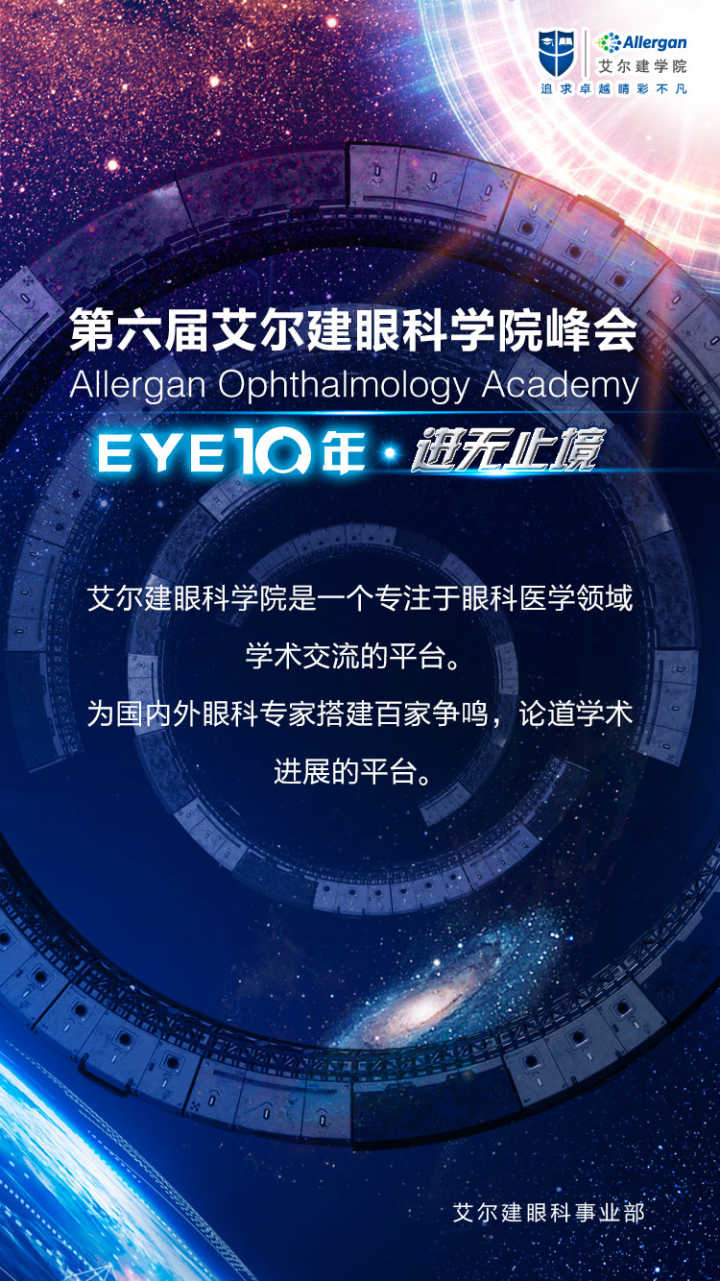 Allergan
艾尔建学院
追求卓越睛彩不凡
第六届艾尔建眼科学院峰会
Allergan Ophthalmology Academy
EYE10年·进无止境
艾尔建眼科学院是一个专注于眼科医学领域
学术交流的平台。
为国内外眼科专家搭建百家争鸣，论道学术
进展的平台。
艾尔建眼科事业部